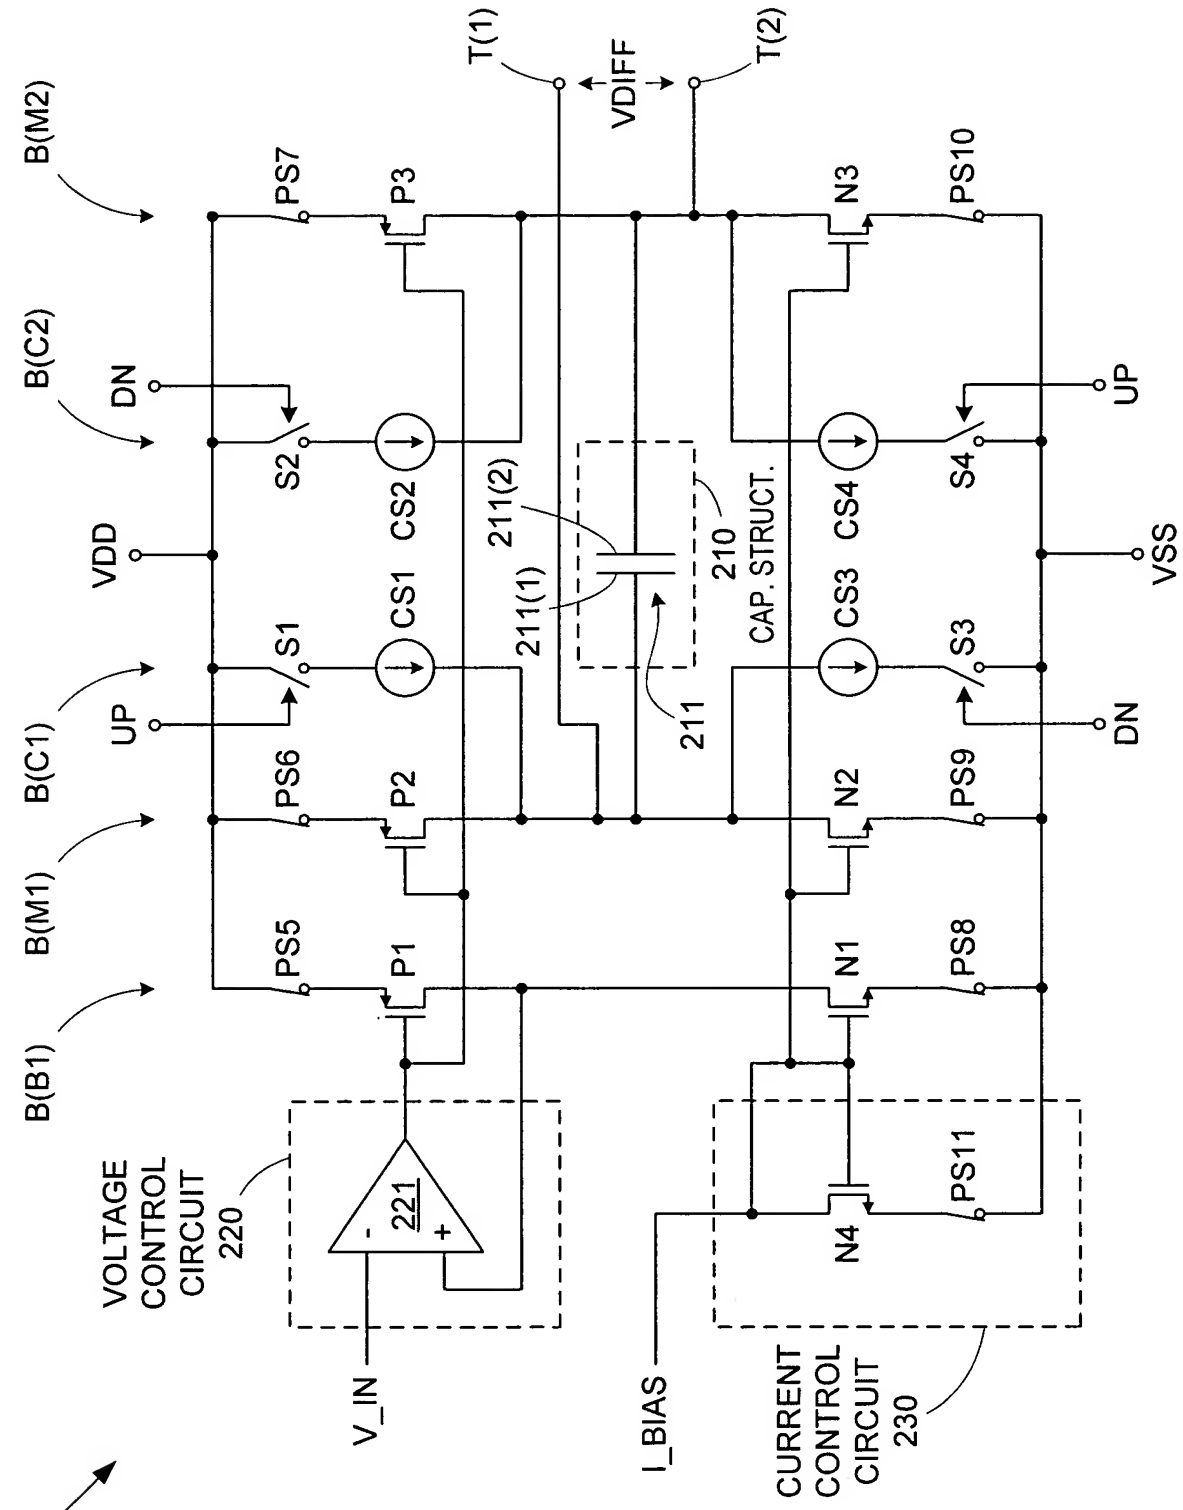 B(B1)
B(M1)
B(C1)
B(C2)
B(M2)
UP
VDD
DN
PS5
PS6
S1
S2
PS7
P1
P2
CS1
CS2
P3
VOLTAGE
CONTROL
CIRCUIT
220
V_IN
-
+
221
T(1)
VDIFF
T(2)
211(1)
211(2)
211
210
CAP. STRUCT.
I_BIAS
CURRENT
CONTROL
CIRCUIT
230
N4
N1
N2
CS3
CS4
N3
PS11
PS8
PS9
S3
S4
PS10
DN
VSS
UP